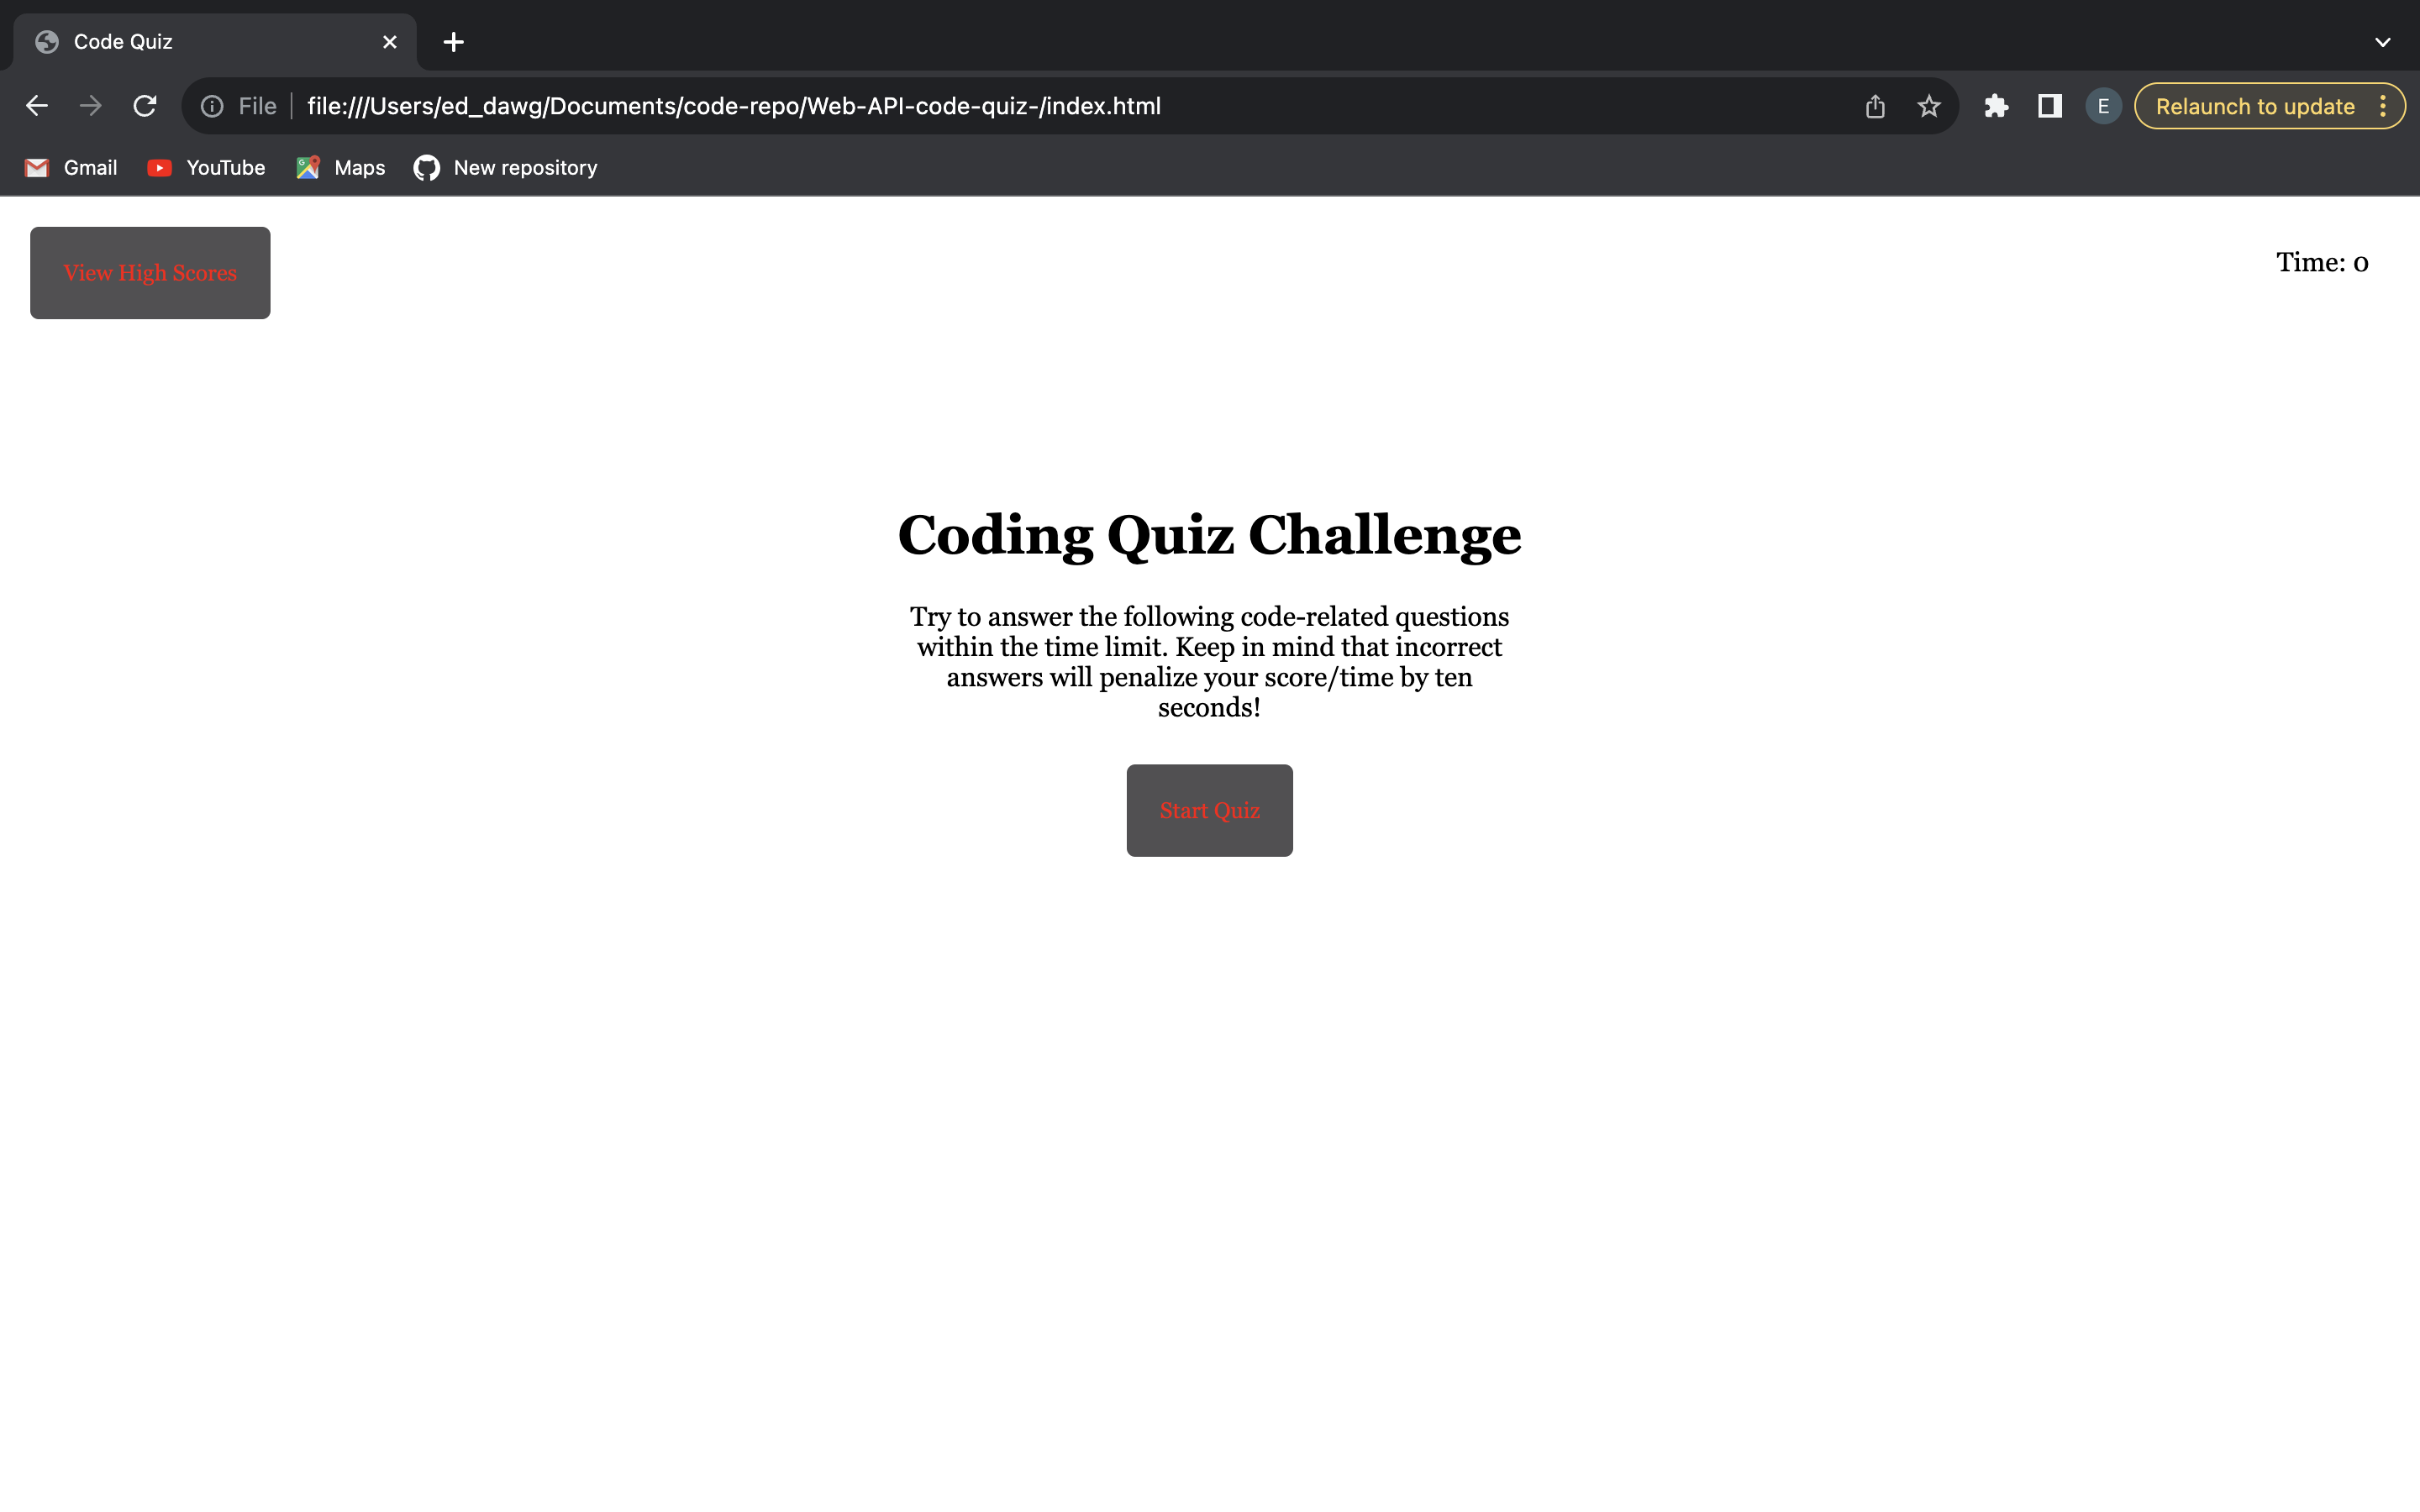 Code Quiz
File
file:///Users/ed_dawg/Documents/code-repo/Web-API-code-quiz-/index.html
E
Relaunch to update
Gmail
YouTube
Maps
New repository
View High Scores
Time: 0
Coding Quiz Challenge
Try to answer the following code-related questions
within the time limit. Keep in mind that incorrect
answers will penalize your score/time by ten
seconds!
Start Quiz